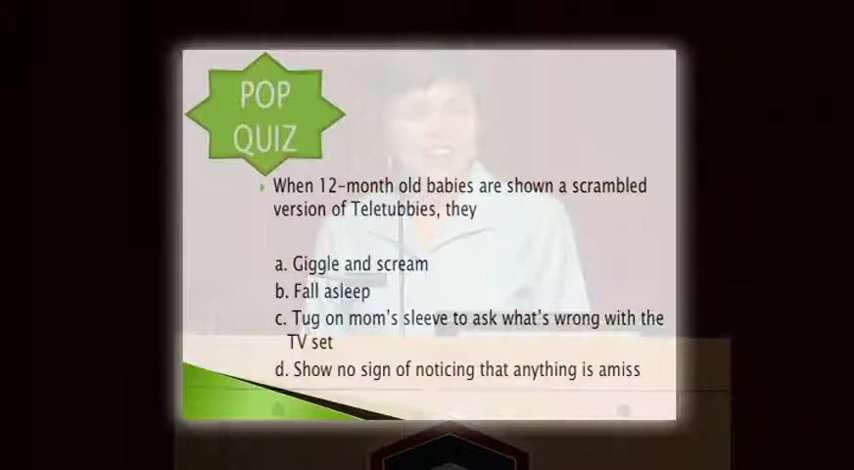 POP
QUIZ
When 12-month old babies are shown a scrambled
version of Teletubbies, they
a. Giggle and scream
b. Fall asleep
c. Tug on mom's sleeve to ask what's wrong with the
TV set
d. Show no sign of noticing that anything is amiss